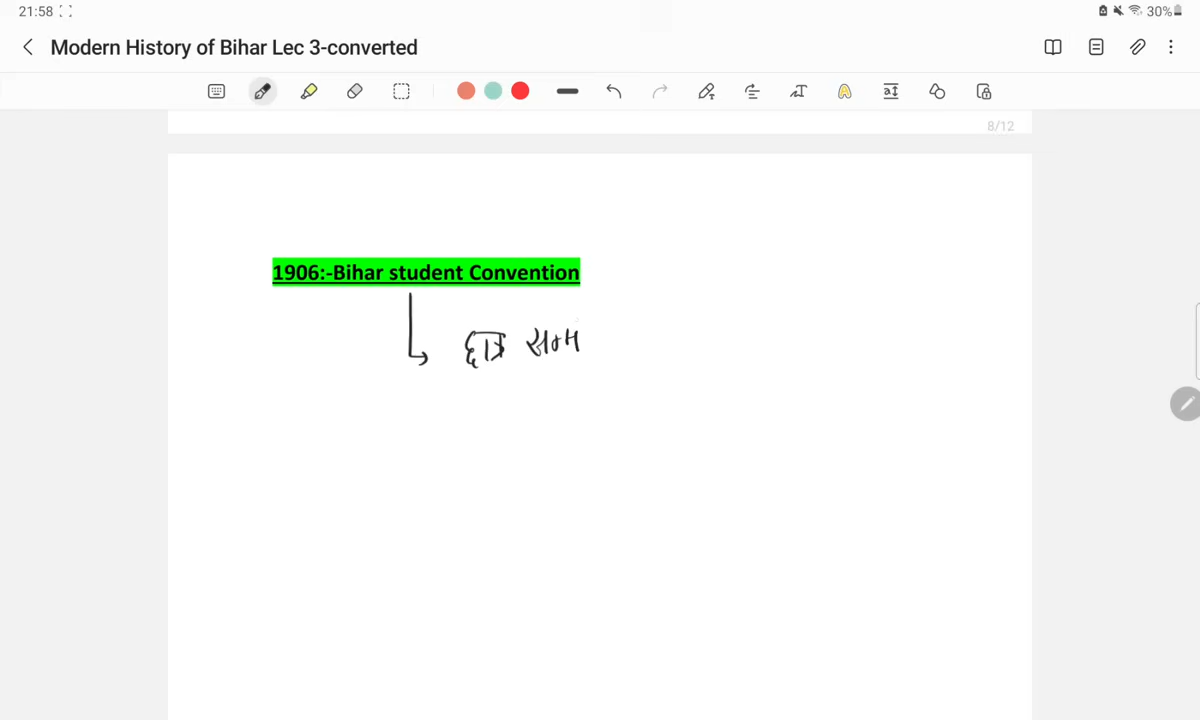 21:58
30%
Modern History of Bihar Lec 3-converted
8/12
1906:-Bihar student Convention
छात्र सम्म